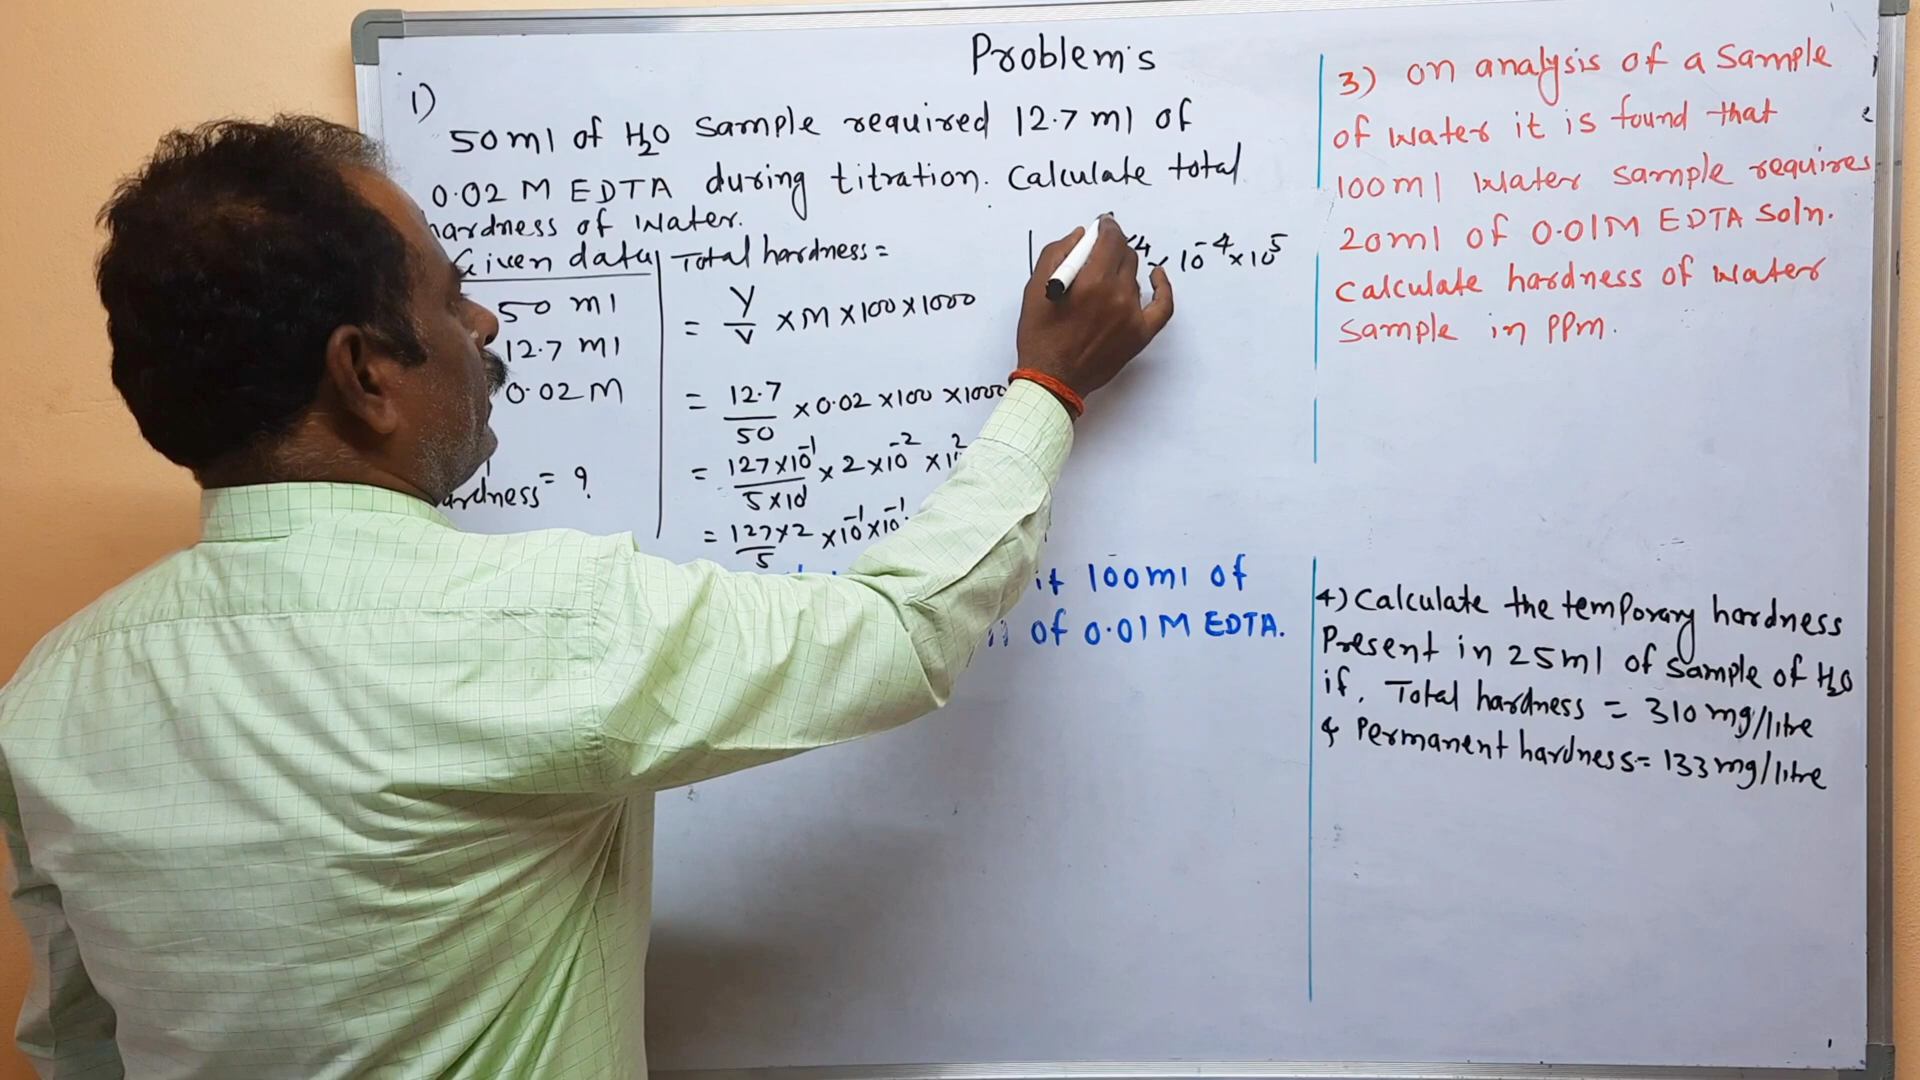 Problems
1)
50ml of H2O sample required 12.7 ml of
0.02 M EDTA during titration. Calculate total
hardness of water.
Given data
50 ml
12.7 ml
0.02 M
hardness = ?
Total hardness =
= Y/V × M × 100 × 1000
= 12.7/50 × 0.02 × 100 × 1000
= 127×10⁻¹/5×10¹ × 2×10⁻² ×10²
= 127×2/5 ×10⁻¹×10⁻¹
4 × 10⁻⁴ × 10⁵
if 100ml of
of 0.01M EDTA.
3) on analysis of a sample
of water it is found that
100ml water sample requires
20ml of 0.01M EDTA soln.
calculate hardness of water
sample in PPm.
4) Calculate the temporary hardness
Present in 25ml of sample of H2O
if, Total hardness = 310 mg/litre
& Permanent hardness = 133 mg/litre